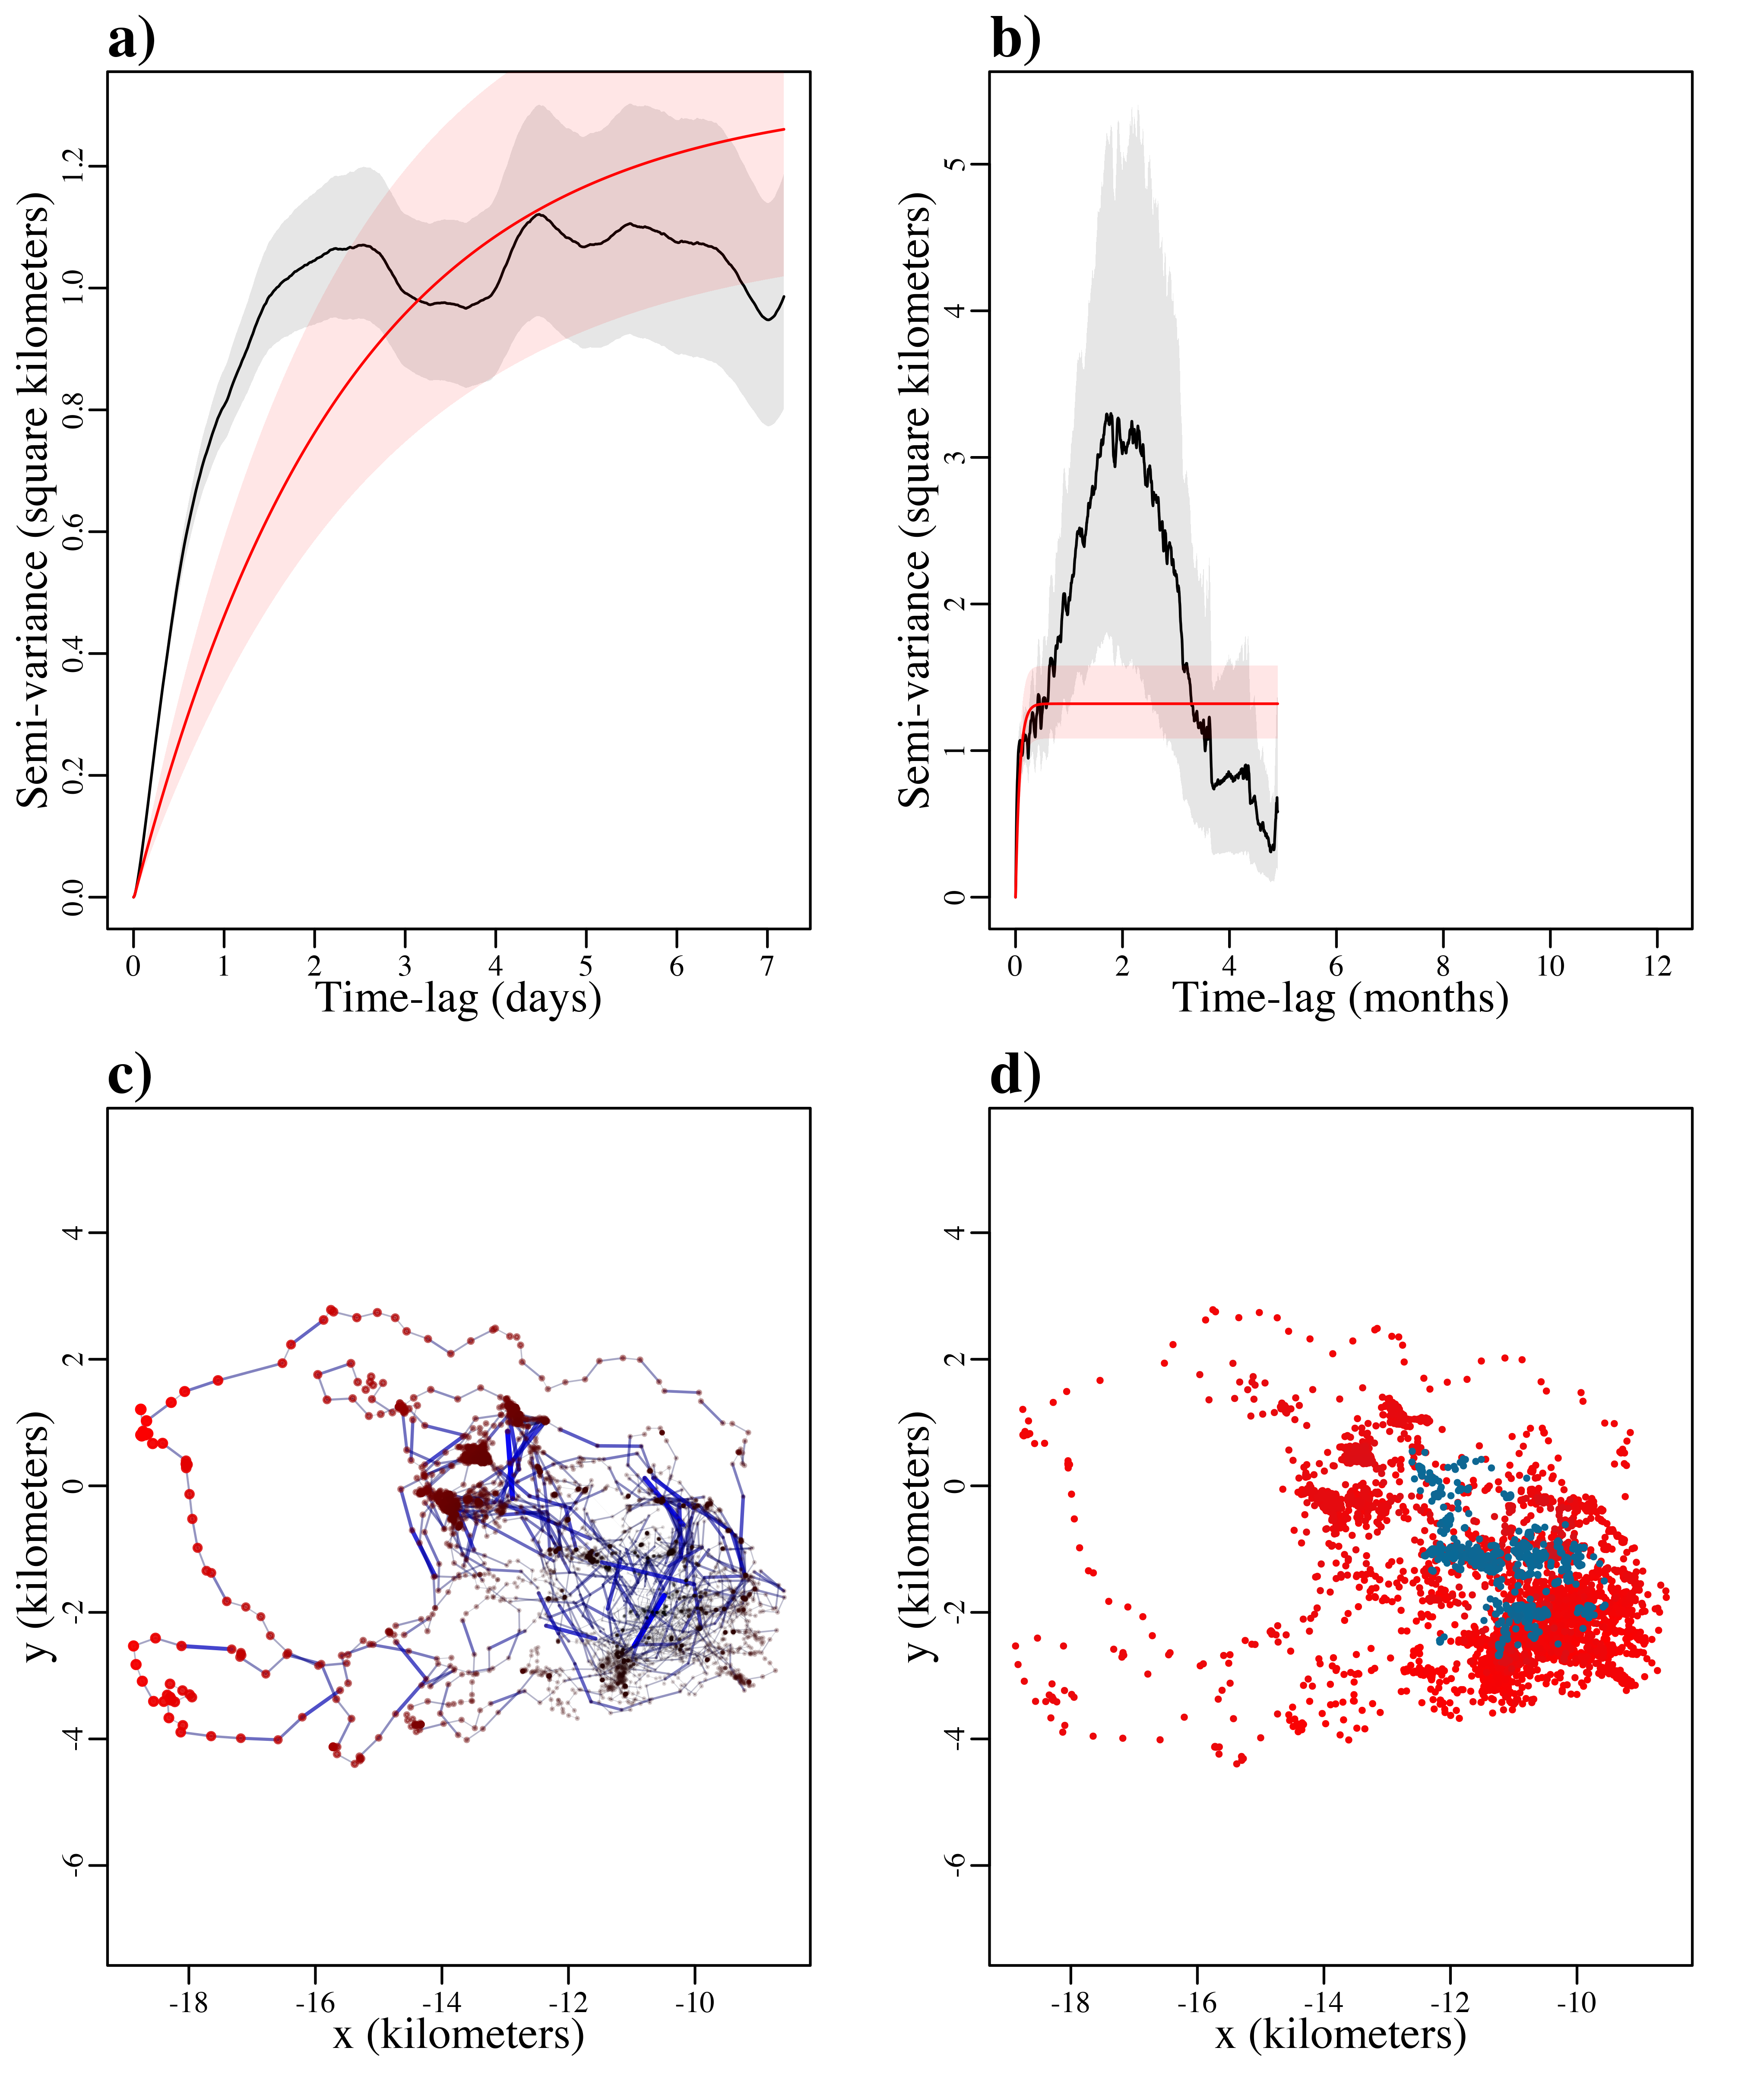 a)
Semi-variance (square kilometers)
0.0 0.2 0.4 0.6 0.8 1.0 1.2
0 1 2 3 4 5 6 7
Time-lag (days)
b)
Semi-variance (square kilometers)
0 1 2 3 4 5
0 2 4 6 8 10 12
Time-lag (months)
c)
y (kilometers)
-6 -4 -2 0 2 4
-18 -16 -14 -12 -10
x (kilometers)
d)
y (kilometers)
-6 -4 -2 0 2 4
-18 -16 -14 -12 -10
x (kilometers)